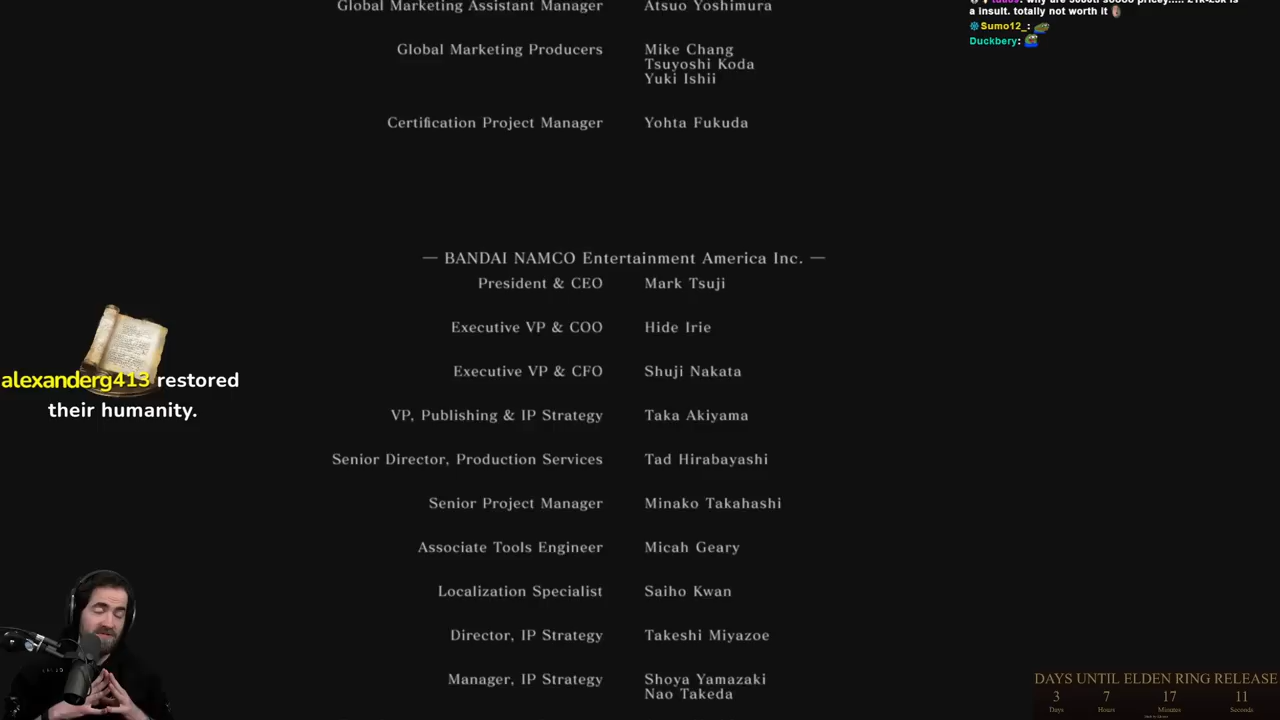 Global Marketing Assistant Manager Atsuo Yoshimura
Global Marketing Producers Mike Chang
Tsuyoshi Koda
Yuki Ishii
Certification Project Manager Yohta Fukuda
— BANDAI NAMCO Entertainment America Inc. —
President & CEO Mark Tsuji
Executive VP & COO Hide Irie
Executive VP & CFO Shuji Nakata
VP, Publishing & IP Strategy Taka Akiyama
Senior Director, Production Services Tad Hirabayashi
Senior Project Manager Minako Takahashi
Associate Tools Engineer Micah Geary
Localization Specialist Saiho Kwan
Director, IP Strategy Takeshi Miyazoe
Manager, IP Strategy Shoya Yamazaki
Nao Takeda
a insult. totally not worth it
Sumo12_:
Duckbery:
alexanderg413 restored
their humanity.
DAYS UNTIL ELDEN RING RELEASE
3 7 17 11
Days Hours Minutes Seconds